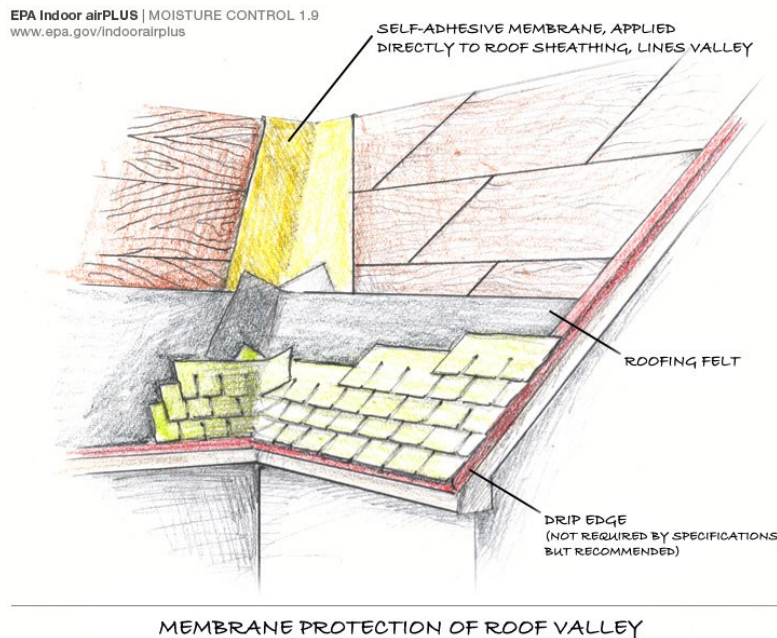 EPA Indoor airPLUS | MOISTURE CONTROL 1.9
www.epa.gov/indoorairplus
SELF-ADHESIVE MEMBRANE, APPLIED
DIRECTLY TO ROOF SHEATHING, LINES VALLEY
ROOFING FELT
DRIP EDGE
(NOT REQUIRED BY SPECIFICATIONS
BUT RECOMMENDED)
MEMBRANE PROTECTION OF ROOF VALLEY